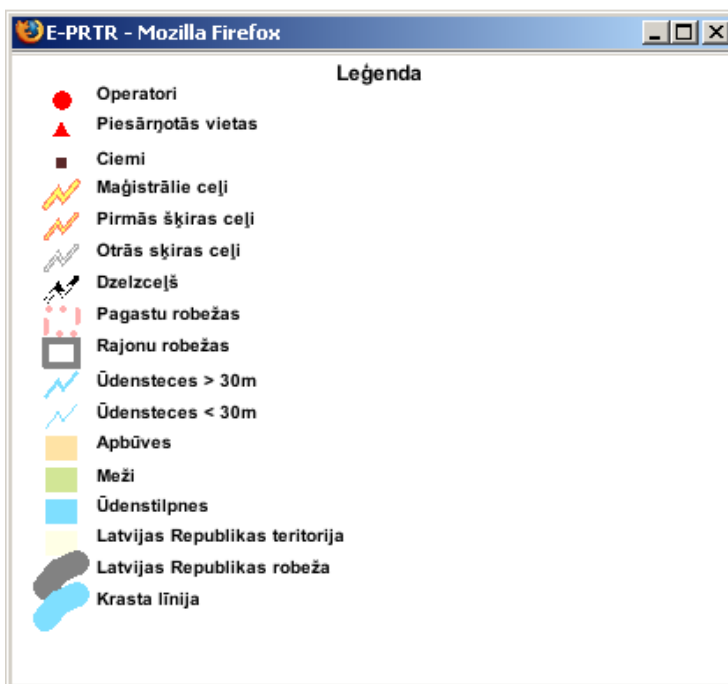 E-PRTR - Mozilla Firefox
Leģenda
Operatori
Piesārņotās vietas
Ciemi
Maģistrālie ceļi
Pirmās šķiras ceļi
Otrās sķiras ceļi
Dzelzceļš
Pagastu robežas
Rajonu robežas
Ūdensteces > 30m
Ūdensteces < 30m
Apbūves
Meži
Ūdenstilpnes
Latvijas Republikas teritorija
Latvijas Republikas robeža
Krasta līnija